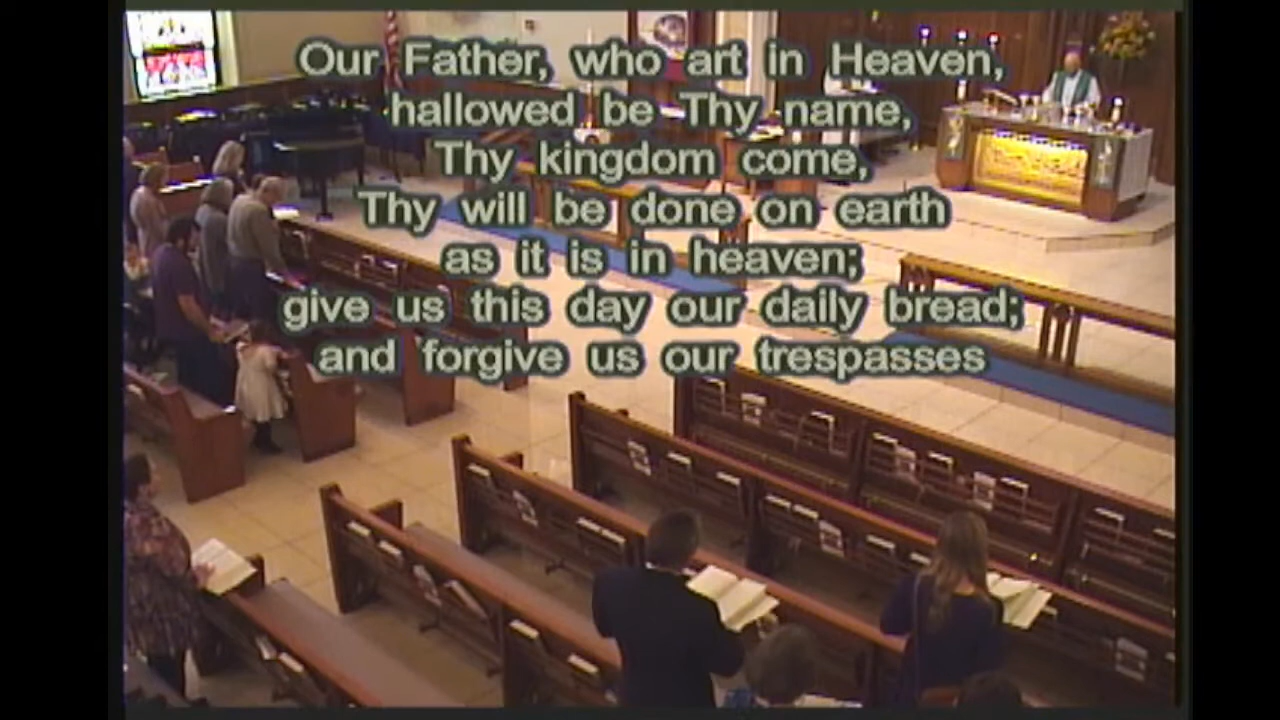 Our Father, who art in Heaven,
hallowed be Thy name,
Thy kingdom come,
Thy will be done on earth
as it is in heaven;
give us this day our daily bread;
and forgive us our trespasses